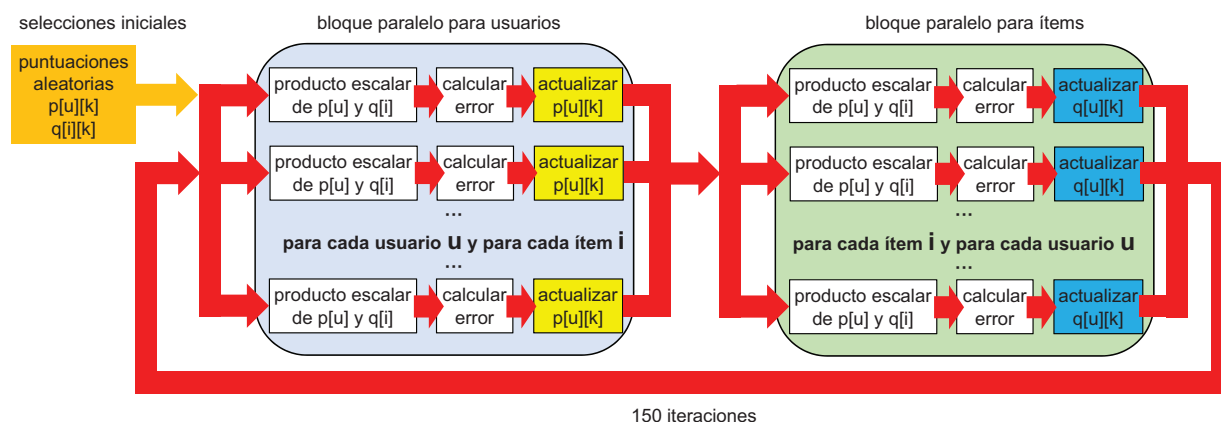 selecciones iniciales
puntuaciones
aleatorias
p[u][k]
q[i][k]
bloque paralelo para usuarios
producto escalar
de p[u] y q[i]
calcular
error
actualizar
p[u][k]
producto escalar
de p[u] y q[i]
calcular
error
actualizar
p[u][k]
...
para cada usuario u y para cada ítem i
...
producto escalar
de p[u] y q[i]
calcular
error
actualizar
p[u][k]
bloque paralelo para ítems
producto escalar
de p[u] y q[i]
calcular
error
actualizar
q[u][k]
producto escalar
de p[u] y q[i]
calcular
error
actualizar
q[u][k]
...
para cada ítem i y para cada usuario u
...
producto escalar
de p[u] y q[i]
calcular
error
actualizar
q[u][k]
150 iteraciones